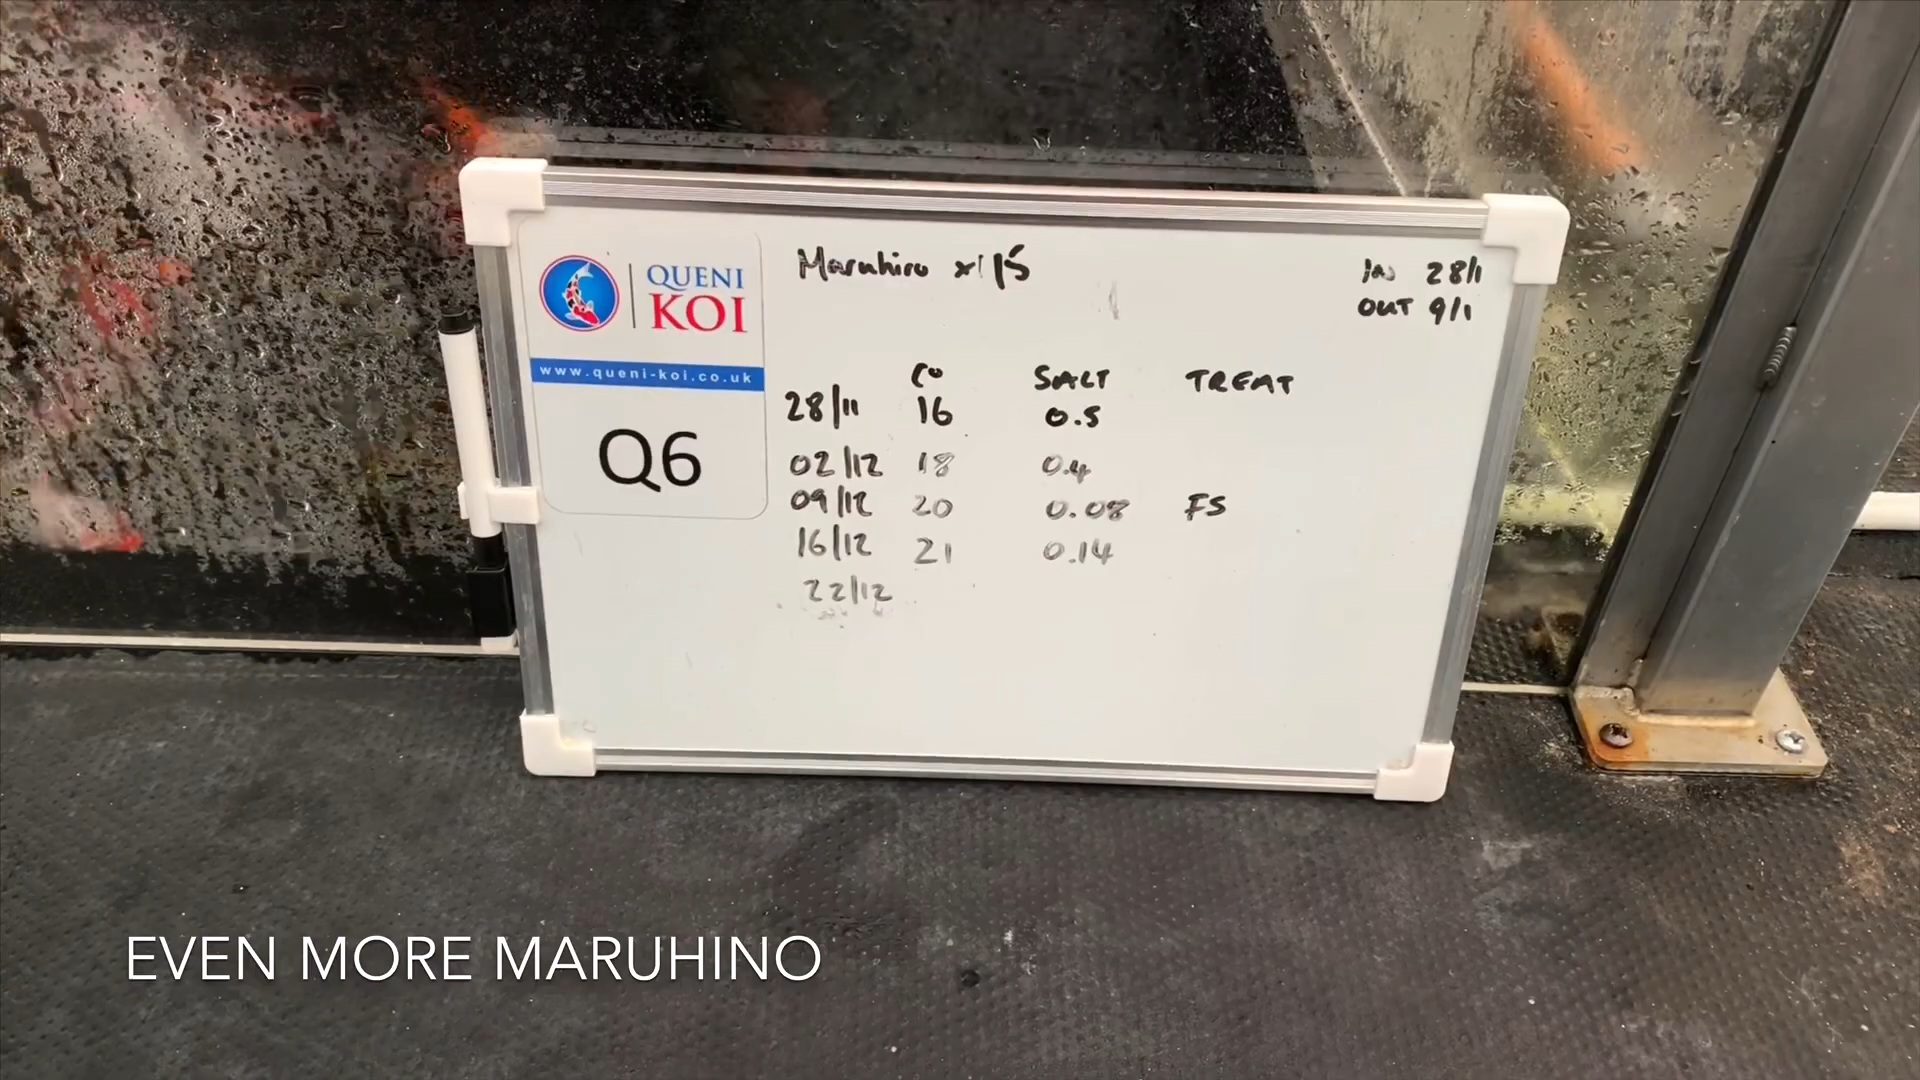 QUENI
KOI
www.queni-koi.co.uk
Q6
Maruhiro x 15
In 28/11
OUT 9/1
C° SALT TREAT
28/11 16 0.5
02/12 18 0.4
09/12 20 0.08 FS
16/12 21 0.14
22/12
EVEN MORE MARUHINO